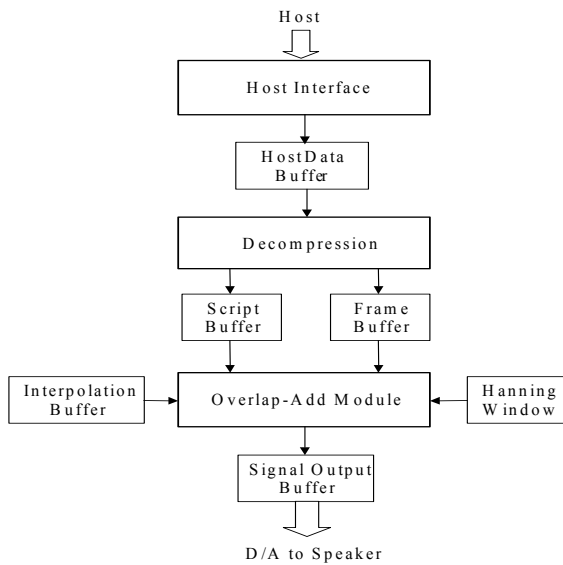 Host
Host Interface
HostData
Buffer
Decompression
Script
Buffer
Frame
Buffer
Interpolation
Buffer
Overlap-Add Module
Hanning
Window
Signal Output
Buffer
D/A to Speaker